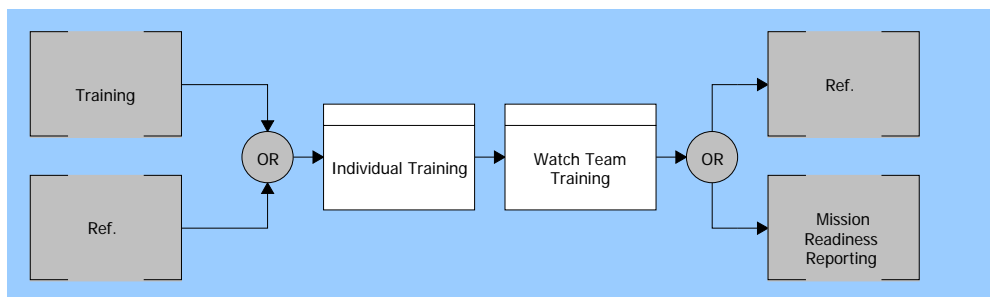 Training
Ref.
OR
Individual Training
Watch Team
Training
OR
Ref.
Mission
Readiness
Reporting